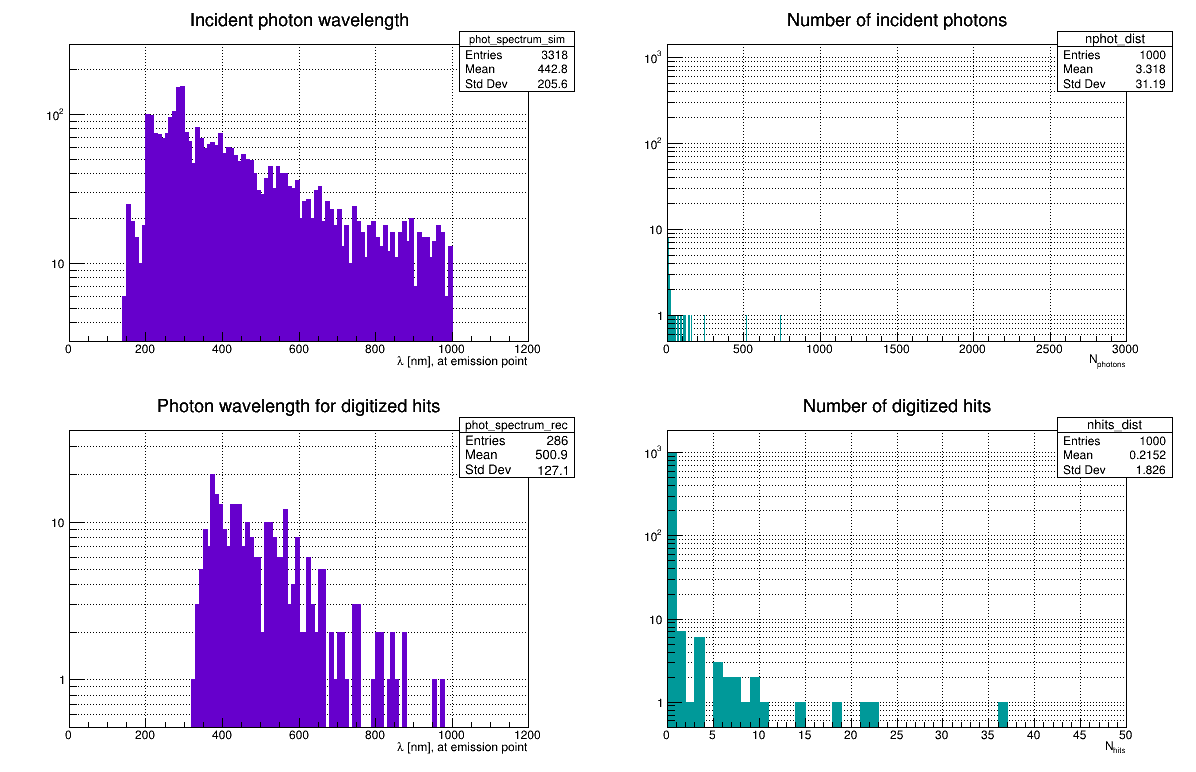 Incident photon wavelength
phot_spectrum_sim
Entries 3318
Mean 442.8
Std Dev 205.6
10²
10
0 200 400 600 800 1000 1200
λ [nm], at emission point
Number of incident photons
nphot_dist
Entries 1000
Mean 3.318
Std Dev 31.19
10³
10²
10
1
0 500 1000 1500 2000 2500 3000
N_photons
Photon wavelength for digitized hits
phot_spectrum_rec
Entries 286
Mean 500.9
Std Dev 127.1
10
1
0 200 400 600 800 1000 1200
λ [nm], at emission point
Number of digitized hits
nhits_dist
Entries 1000
Mean 0.2152
Std Dev 1.826
10³
10²
10
1
0 5 10 15 20 25 30 35 40 45 50
N_hits